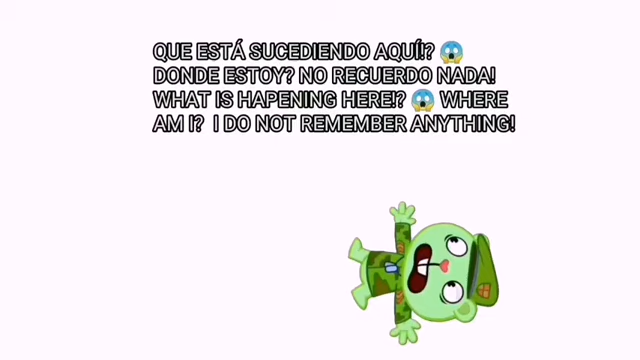 QUE ESTÁ SUCEDIENDO AQUÍ!? 😱
DONDE ESTOY? NO RECUERDO NADA!
WHAT IS HAPENING HERE!? 😱 WHERE
AM I? I DO NOT REMEMBER ANYTHING!